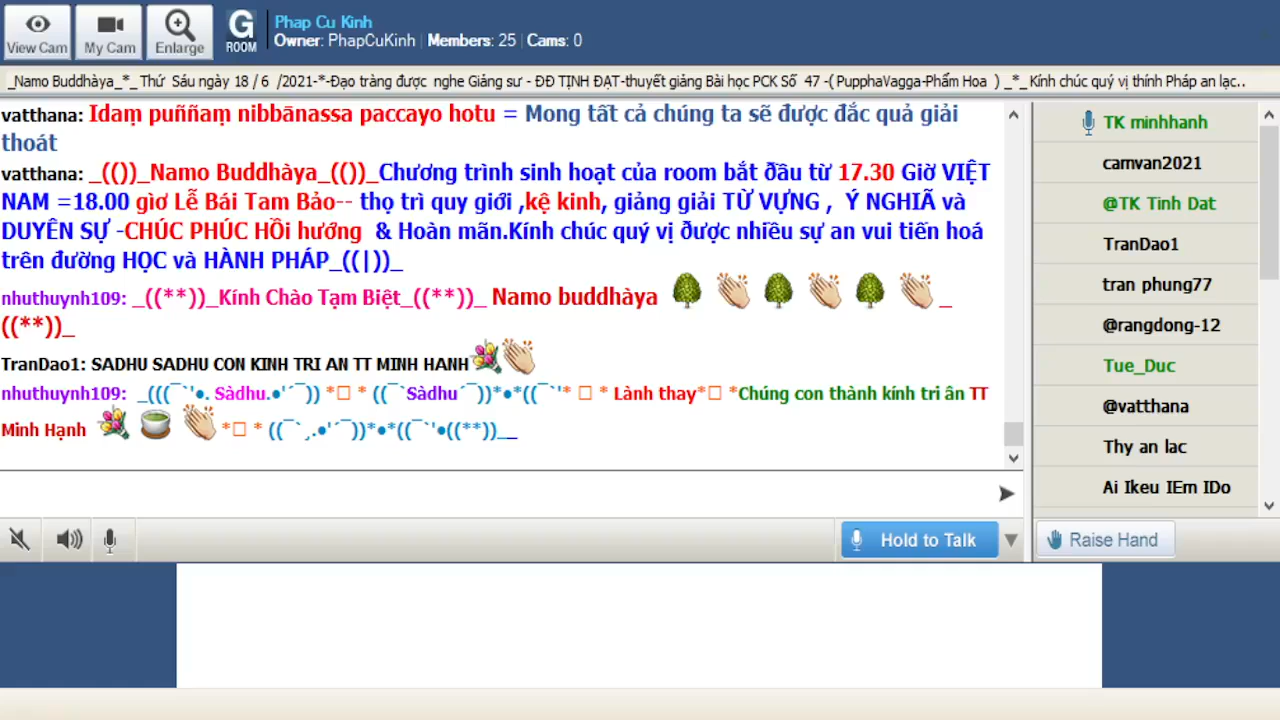 View Cam
My Cam
Enlarge
G
ROOM
Phap Cu Kinh
Owner: PhapCuKinh | Members: 25 | Cams: 0
_Namo Buddhàya_*_ Thứ Sáu ngày 18 / 6 /2021-*-Đạo tràng được nghe Giảng sư - ĐĐ TỊNH ĐẠT-thuyết giảng Bài học PCK Số 47 -( PupphaVagga-Phẩm Hoa ) _*_Kính chúc quý vị thính Pháp an lạc..
vatthana: Idaṃ puññaṃ nibbānassa paccayo hotu = Mong tất cả chúng ta sẽ được đắc quả giải
thoát
vatthana: _(())_Namo Buddhàya_(())_Chương trình sinh hoạt của room bắt đầu từ 17.30 Giờ VIỆT
NAM =18.00 giơ Lễ Bái Tam Bảo-- thọ trì quy giới ,kệ kinh, giảng giải TỪ VỰNG , Ý NGHIÃ và
DUYÊN SỰ -CHÚC PHÚC HỒi hướng & Hoàn mãn.Kính chúc quý vị được nhiều sự an vui tiến hoá
trên đường HỌC và HÀNH PHÁP_((|))_
nhuthuynh109: _((**))_Kính Chào Tạm Biệt_((**))_ Namo buddhàya _
((**))_
TranDao1: SADHU SADHU CON KINH TRI AN TT MINH HANH
nhuthuynh109: _(((¯`'•. Sàdhu.•'´¯)) *□ * ((¯`Sàdhu´¯))*•*((¯`'* □ * Lành thay*□ *Chúng con thành kính tri ân TT
Minh Hạnh *□ * ((¯`¸.•'´¯))*•*((¯`'•((**))__
TK minhhanh
camvan2021
@TK Tinh Dat
TranDao1
tran phung77
@rangdong-12
Tue_Duc
@vatthana
Thy an lac
Ai Ikeu IEm IDo
Hold to Talk
Raise Hand